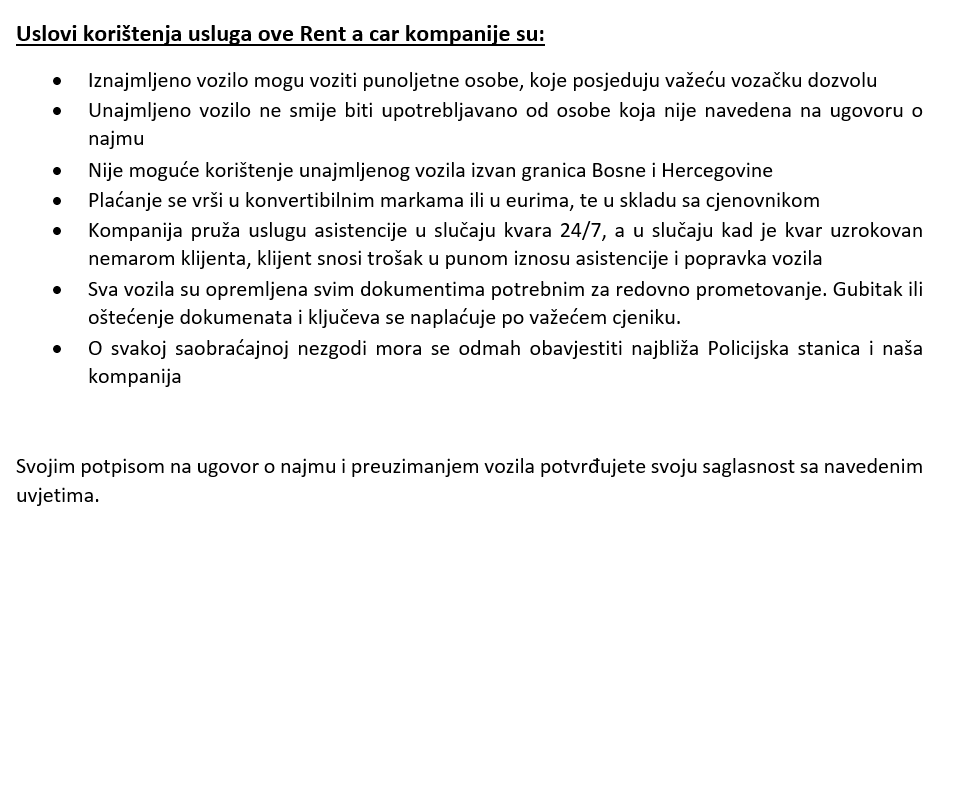 Uslovi korištenja usluga ove Rent a car kompanije su:
• Iznajmljeno vozilo mogu voziti punoljetne osobe, koje posjeduju važeću vozačku dozvolu
• Unajmljeno vozilo ne smije biti upotrebljavano od osobe koja nije navedena na ugovoru o
najmu
• Nije moguće korištenje unajmljenog vozila izvan granica Bosne i Hercegovine
• Plaćanje se vrši u konvertibilnim markama ili u eurima, te u skladu sa cjenovnikom
• Kompanija pruža uslugu asistencije u slučaju kvara 24/7, a u slučaju kad je kvar uzrokovan
nemarom klijenta, klijent snosi trošak u punom iznosu asistencije i popravka vozila
• Sva vozila su opremljena svim dokumentima potrebnim za redovno prometovanje. Gubitak ili
oštećenje dokumenata i ključeva se naplaćuje po važećem cjeniku.
• O svakoj saobraćajnoj nezgodi mora se odmah obavjestiti najbliža Policijska stanica i naša
kompanija
Svojim potpisom na ugovor o najmu i preuzimanjem vozila potvrđujete svoju saglasnost sa navedenim
uvjetima.